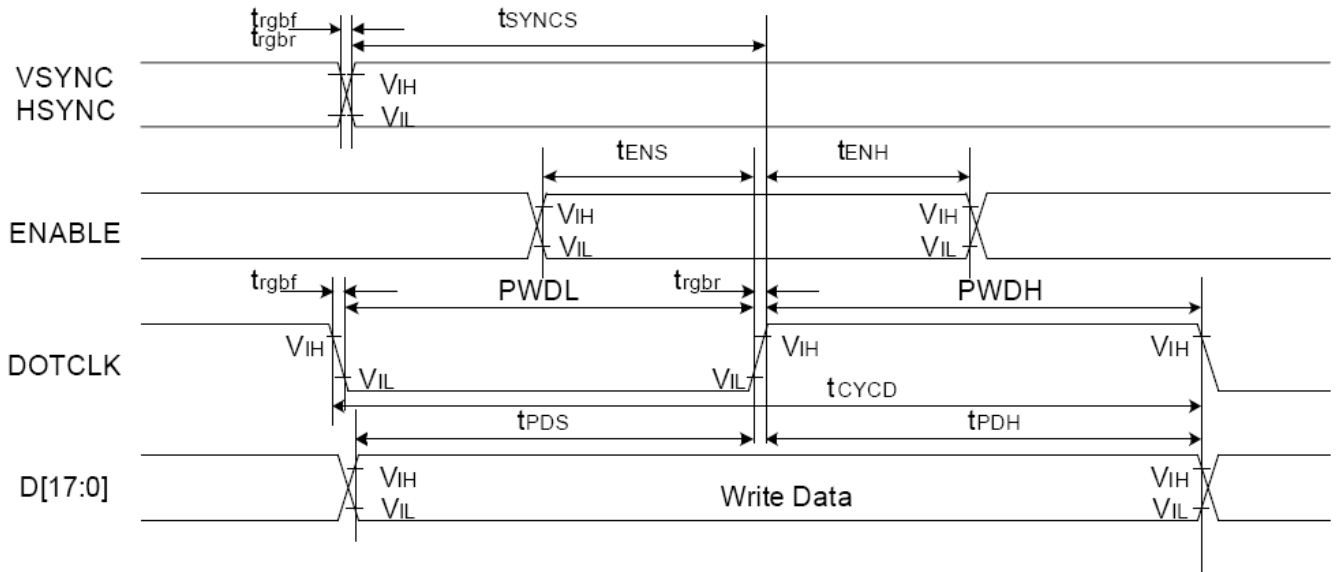 trgbf tSYNCS
trgbr
VSYNC VIH
HSYNC VIL
tENS tENH
ENABLE VIH VIH
VIL VIL
trgbf PWDL trgbr PWDH
DOTCLK VIH VIH VIH
VIL VIL
tCYCD
tPDS tPDH
D[17:0] VIH Write Data VIH
VIL VIL